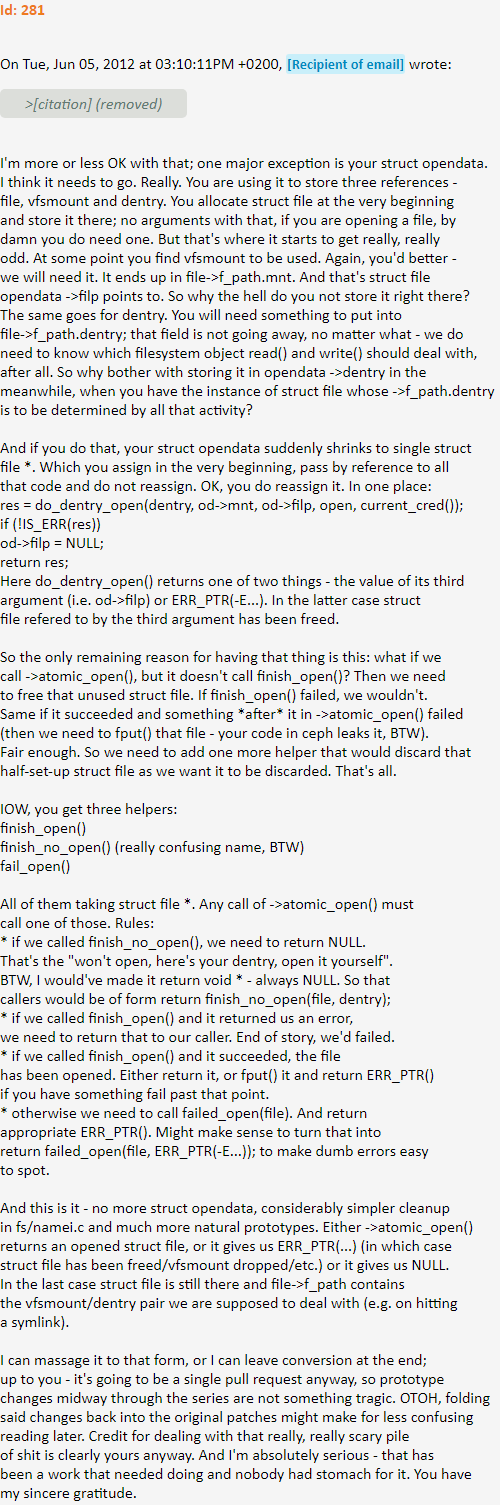 Id: 281
On Tue, Jun 05, 2012 at 03:10:11PM +0200, [Recipient of email] wrote:
>[citation] (removed)
I'm more or less OK with that; one major exception is your struct opendata.
I think it needs to go. Really. You are using it to store three references -
file, vfsmount and dentry. You allocate struct file at the very beginning
and store it there; no arguments with that, if you are opening a file, by
damn you do need one. But that's where it starts to get really, really
odd. At some point you find vfsmount to be used. Again, you'd better -
we will need it. It ends up in file->f_path.mnt. And that's struct file
opendata ->filp points to. So why the hell do you not store it right there?
The same goes for dentry. You will need something to put into
file->f_path.dentry; that field is not going away, no matter what - we do
need to know which filesystem object read() and write() should deal with,
after all. So why bother with storing it in opendata ->dentry in the
meanwhile, when you have the instance of struct file whose ->f_path.dentry
is to be determined by all that activity?
And if you do that, your struct opendata suddenly shrinks to single struct
file *. Which you assign in the very beginning, pass by reference to all
that code and do not reassign. OK, you do reassign it. In one place:
res = do_dentry_open(dentry, od->mnt, od->filp, open, current_cred());
if (!IS_ERR(res))
od->filp = NULL;
return res;
Here do_dentry_open() returns one of two things - the value of its third
argument (i.e. od->filp) or ERR_PTR(-E...). In the latter case struct
file refered to by the third argument has been freed.
So the only remaining reason for having that thing is this: what if we
call ->atomic_open(), but it doesn't call finish_open()? Then we need
to free that unused struct file. If finish_open() failed, we wouldn't.
Same if it succeeded and something *after* it in ->atomic_open() failed
(then we need to fput() that file - your code in ceph leaks it, BTW).
Fair enough. So we need to add one more helper that would discard that
half-set-up struct file as we want it to be discarded. That's all.
IOW, you get three helpers:
finish_open()
finish_no_open() (really confusing name, BTW)
fail_open()
All of them taking struct file *. Any call of ->atomic_open() must
call one of those. Rules:
* if we called finish_no_open(), we need to return NULL.
That's the "won't open, here's your dentry, open it yourself".
BTW, I would've made it return void * - always NULL. So that
callers would be of form return finish_no_open(file, dentry);
* if we called finish_open() and it returned us an error,
we need to return that to our caller. End of story, we'd failed.
* if we called finish_open() and it succeeded, the file
has been opened. Either return it, or fput() it and return ERR_PTR()
if you have something fail past that point.
* otherwise we need to call failed_open(file). And return
appropriate ERR_PTR(). Might make sense to turn that into
return failed_open(file, ERR_PTR(-E...)); to make dumb errors easy
to spot.
And this is it - no more struct opendata, considerably simpler cleanup
in fs/namei.c and much more natural prototypes. Either ->atomic_open()
returns an opened struct file, or it gives us ERR_PTR(...) (in which case
struct file has been freed/vfsmount dropped/etc.) or it gives us NULL.
In the last case struct file is still there and file->f_path contains
the vfsmount/dentry pair we are supposed to deal with (e.g. on hitting
a symlink).
I can massage it to that form, or I can leave conversion at the end;
up to you - it's going to be a single pull request anyway, so prototype
changes midway through the series are not something tragic. OTOH, folding
said changes back into the original patches might make for less confusing
reading later. Credit for dealing with that really, really scary pile
of shit is clearly yours anyway. And I'm absolutely serious - that has
been a work that needed doing and nobody had stomach for it. You have
my sincere gratitude.